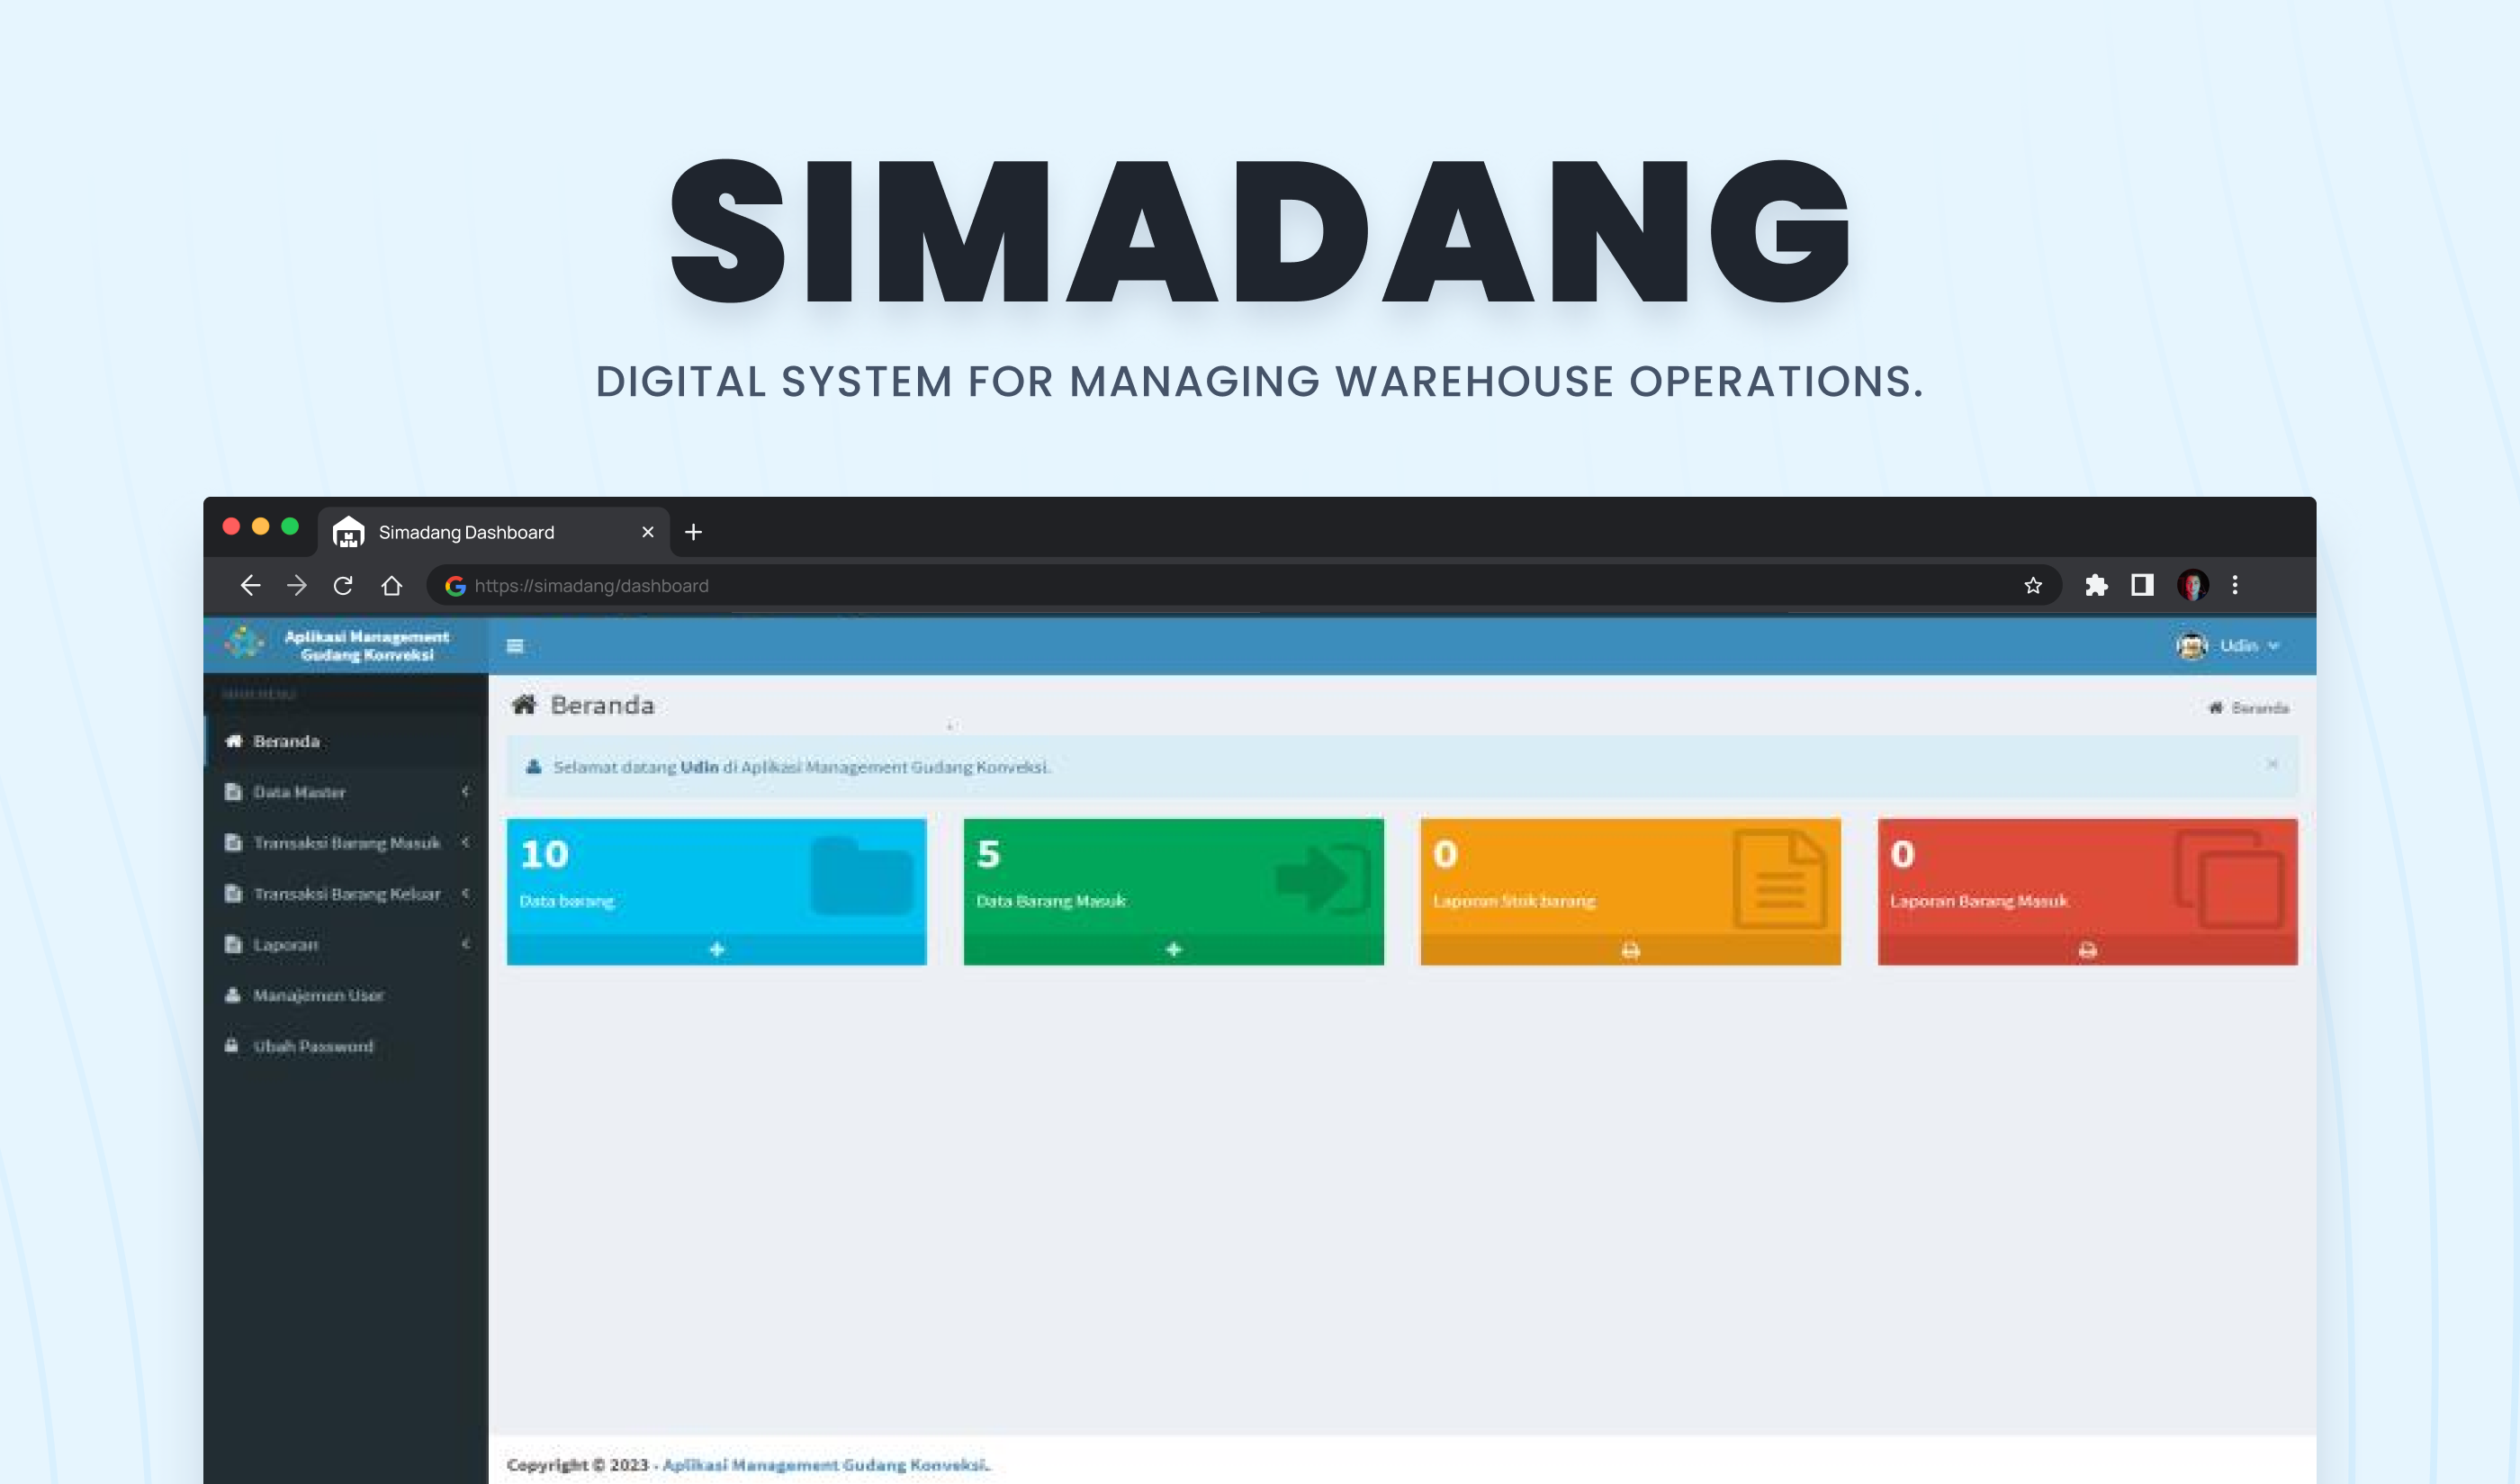 SIMADANG
DIGITAL SYSTEM FOR MANAGING WAREHOUSE OPERATIONS.
Simadang Dashboard
https://simadang/dashboard
Aplikasi Management
Gudang Konveksi
Udin
MAIN MENU
Beranda
Beranda
Beranda
Selamat datang Udin di Aplikasi Management Gudang Konveksi.
Data Master
Transaksi Barang Masuk
Transaksi Barang Keluar
Laporan
Manajemen User
Ubah Password
10
Data barang
5
Data Barang Masuk
0
Laporan Stok barang
0
Laporan Barang Masuk
Copyright © 2023 - Aplikasi Management Gudang Konveksi.